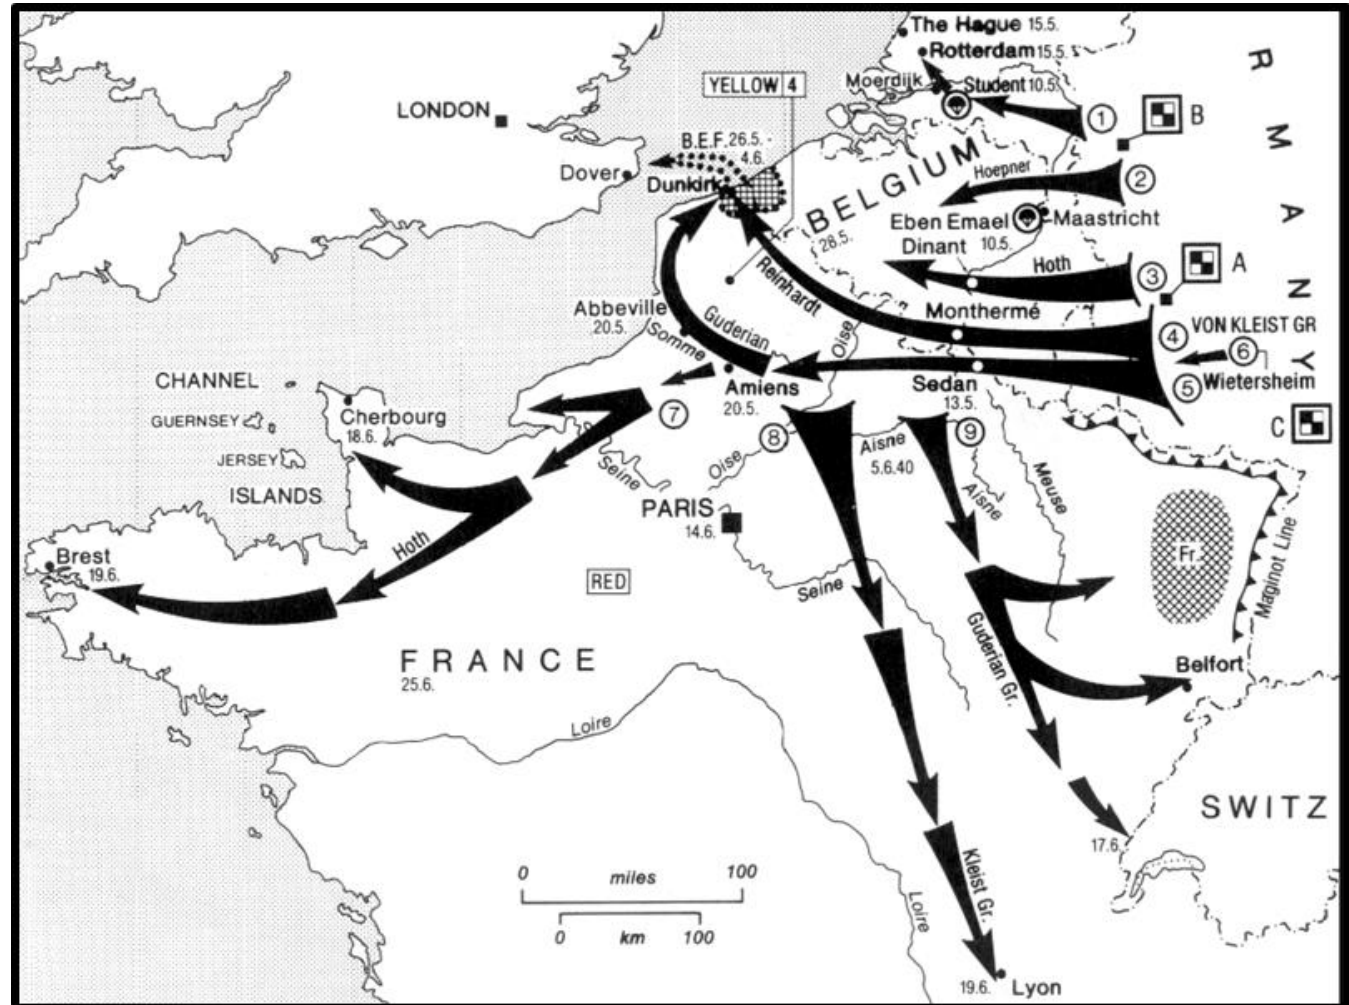 The Hague 15.5.
Rotterdam 15.5.
Moerdijk
Student 10.5.
YELLOW 4
LONDON
1
B
B.E.F. 26.5. -
4.6.
Dover
Dunkirk
BELGIUM
28.5.
Hoepner
2
Eben Emael
10.5.
Maastricht
Dinant
Hoth
3
A
R M A N Y
Reinhardt
Monthermé
4
VON KLEIST GR
6
Wietersheim
5
Abbeville
20.5.
Somme
Guderian
Oise
Amiens
20.5.
Sedan
13.5.
C
CHANNEL
GUERNSEY
JERSEY
ISLANDS
Cherbourg
18.6.
7
Seine
8
Oise
Aisne
5.6.40
9
Aisne
Meuse
PARIS
14.6.
Fr.
Maginot Line
Brest
19.6.
Hoth
RED
Seine
FRANCE
25.6.
Guderian Gr.
Belfort
Loire
SWITZ
17.6.
0 miles 100
0 km 100
Kleist Gr.
Loire
19.6.
Lyon